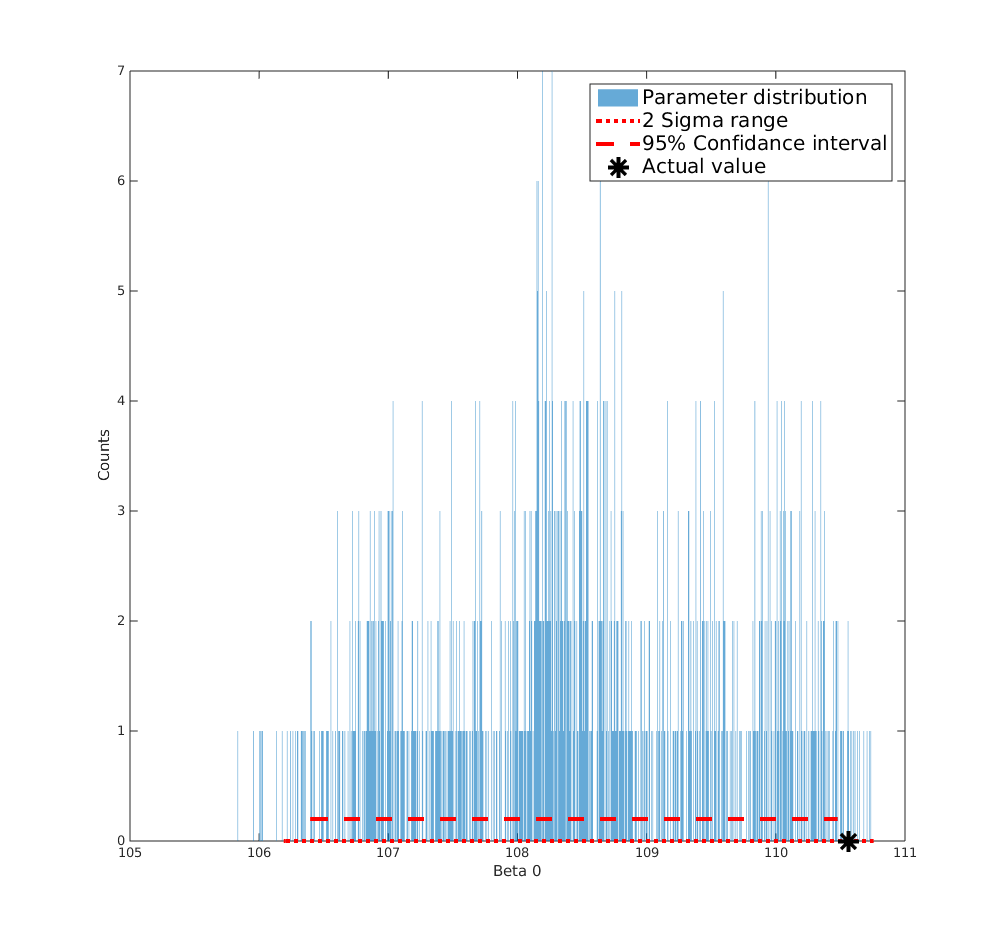 7
6
5
4
3
2
1
0
Counts
Parameter distribution
2 Sigma range
95% Confidance interval
Actual value
105 106 107 108 109 110 111
Beta 0